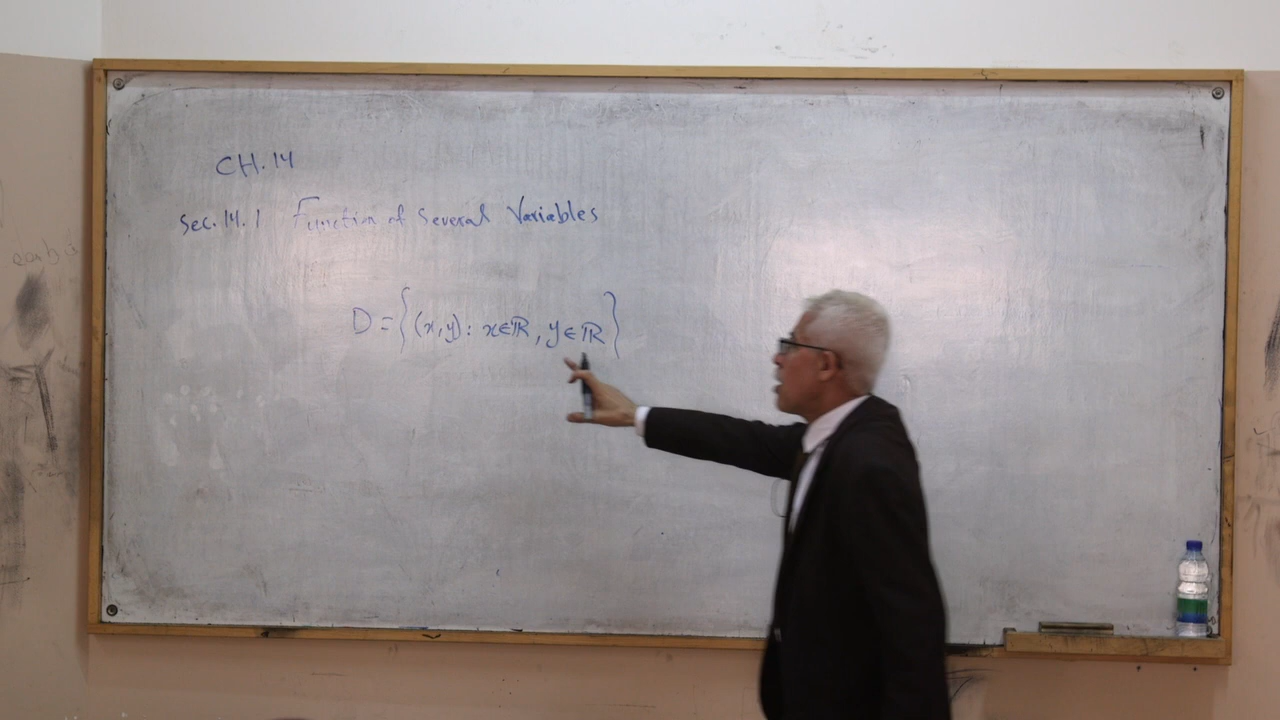 CH.14
Sec. 14.1 Function of Several Variables
D = {(x,y): x∈ℝ, y∈ℝ}